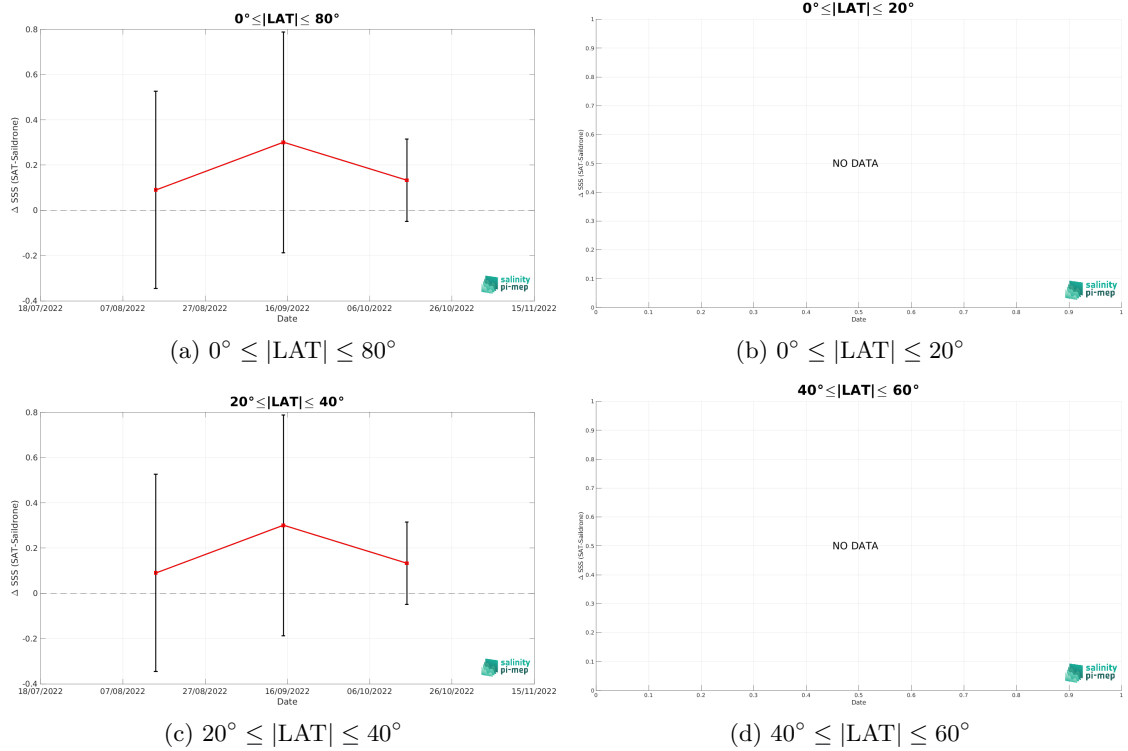 0°≤|LAT|≤ 80°
0.8
0.6
0.4
0.2
0
-0.2
-0.4
Δ SSS (SAT-Saildrone)
18/07/2022 07/08/2022 27/08/2022 16/09/2022 06/10/2022 26/10/2022 15/11/2022
Date
salinity
pi-mep
(a) 0° ≤ |LAT| ≤ 80°
0°≤|LAT|≤ 20°
1
0.9
0.8
0.7
0.6
0.5
0.4
0.3
0.2
0.1
0
Δ SSS (SAT-Saildrone)
NO DATA
0 0.1 0.2 0.3 0.4 0.5 0.6 0.7 0.8 0.9 1
Date
salinity
pi-mep
(b) 0° ≤ |LAT| ≤ 20°
20°≤|LAT|≤ 40°
0.8
0.6
0.4
0.2
0
-0.2
-0.4
Δ SSS (SAT-Saildrone)
18/07/2022 07/08/2022 27/08/2022 16/09/2022 06/10/2022 26/10/2022 15/11/2022
Date
salinity
pi-mep
(c) 20° ≤ |LAT| ≤ 40°
40°≤|LAT|≤ 60°
1
0.9
0.8
0.7
0.6
0.5
0.4
0.3
0.2
0.1
0
Δ SSS (SAT-Saildrone)
NO DATA
0 0.1 0.2 0.3 0.4 0.5 0.6 0.7 0.8 0.9 1
Date
salinity
pi-mep
(d) 40° ≤ |LAT| ≤ 60°